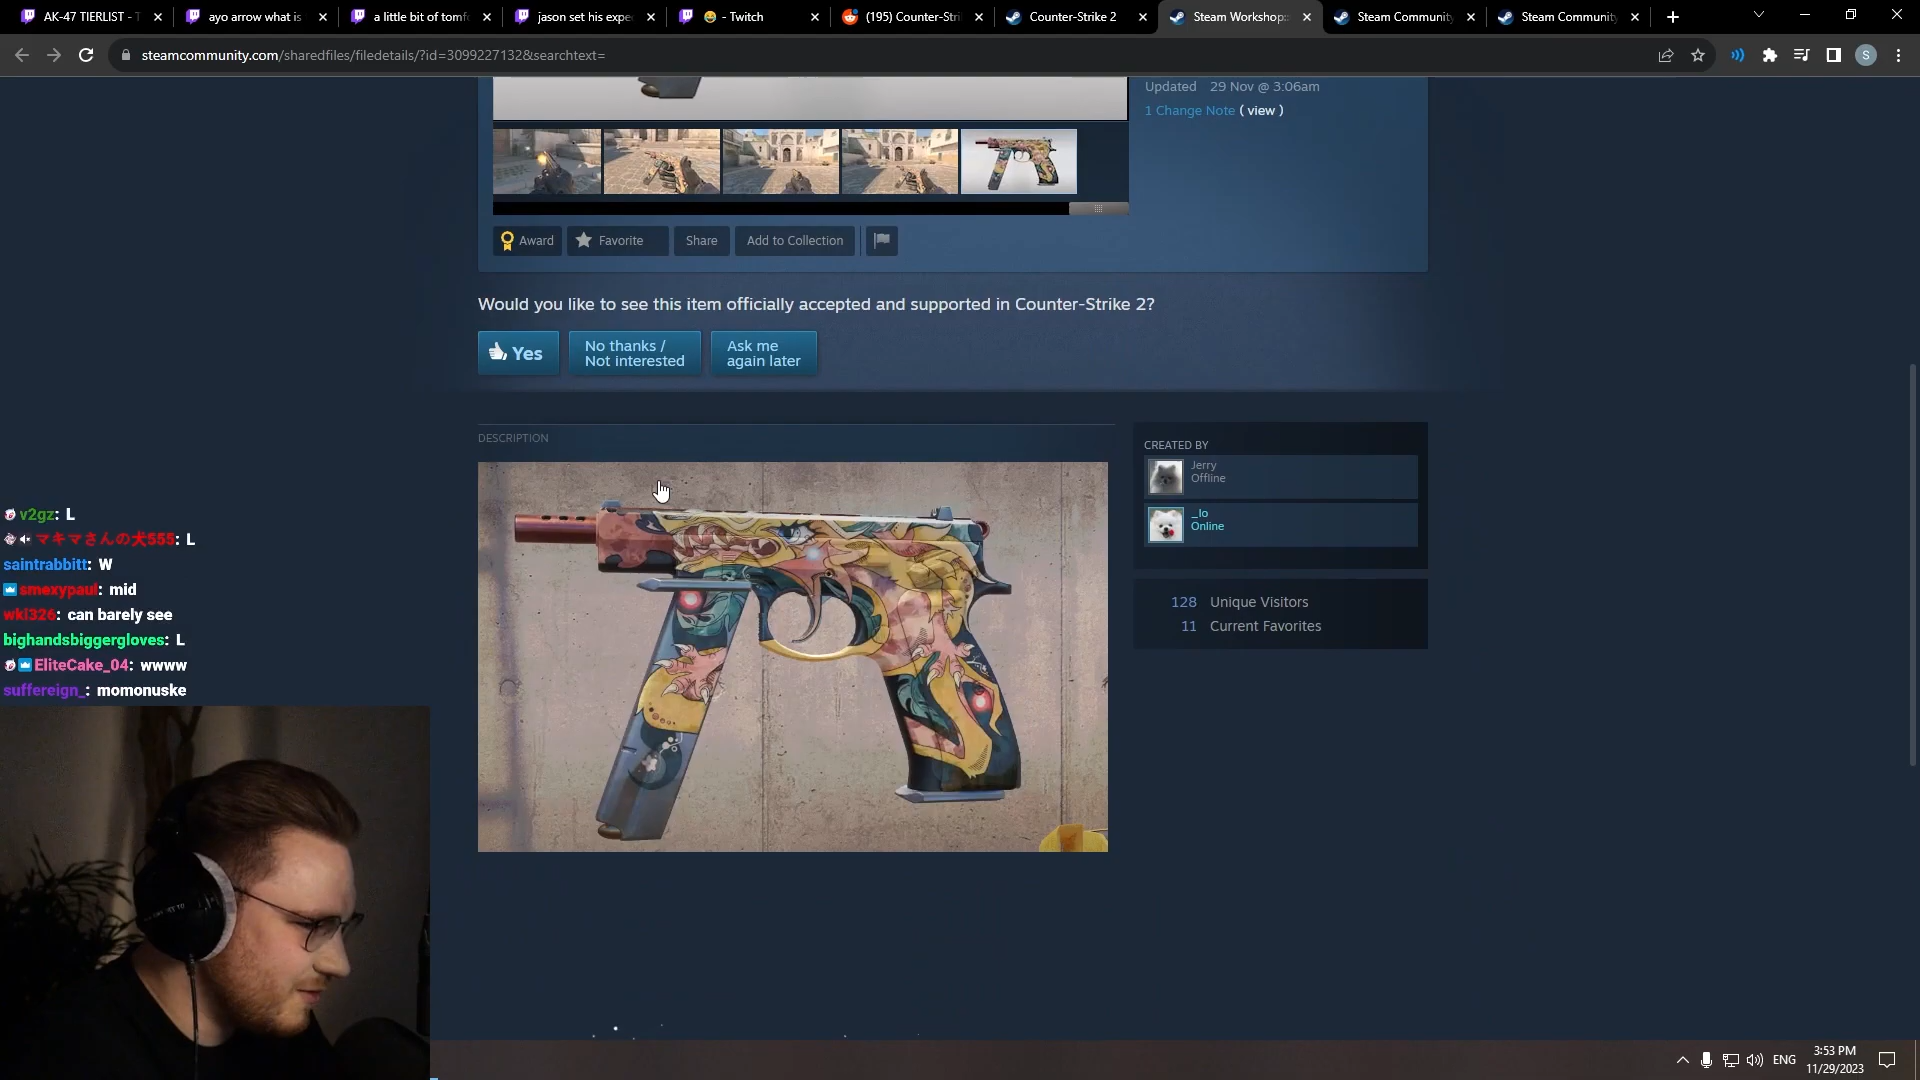 AK-47 TIERLIST - T
ayo arrow what is
a little bit of tomf
jason set his expe
😂 - Twitch
(195) Counter-Stri
Counter-Strike 2
Steam Workshop::
Steam Community
Steam Community
steamcommunity.com/sharedfiles/filedetails/?id=3099227132&searchtext=
S
Updated 29 Nov @ 3:06am
1 Change Note ( view )
Award
Favorite
Share
Add to Collection
Would you like to see this item officially accepted and supported in Counter-Strike 2?
Yes
No thanks /
Not interested
Ask me
again later
DESCRIPTION
CREATED BY
Jerry
Offline
_lo
Online
128 Unique Visitors
11 Current Favorites
v2gz: L
マキマさんの犬555: L
saintrabbitt: W
smexypaul: mid
wki326: can barely see
bighandsbiggergloves: L
EliteCake_04: wwww
suffereign_: momonuske
ENG
3:53 PM
11/29/2023